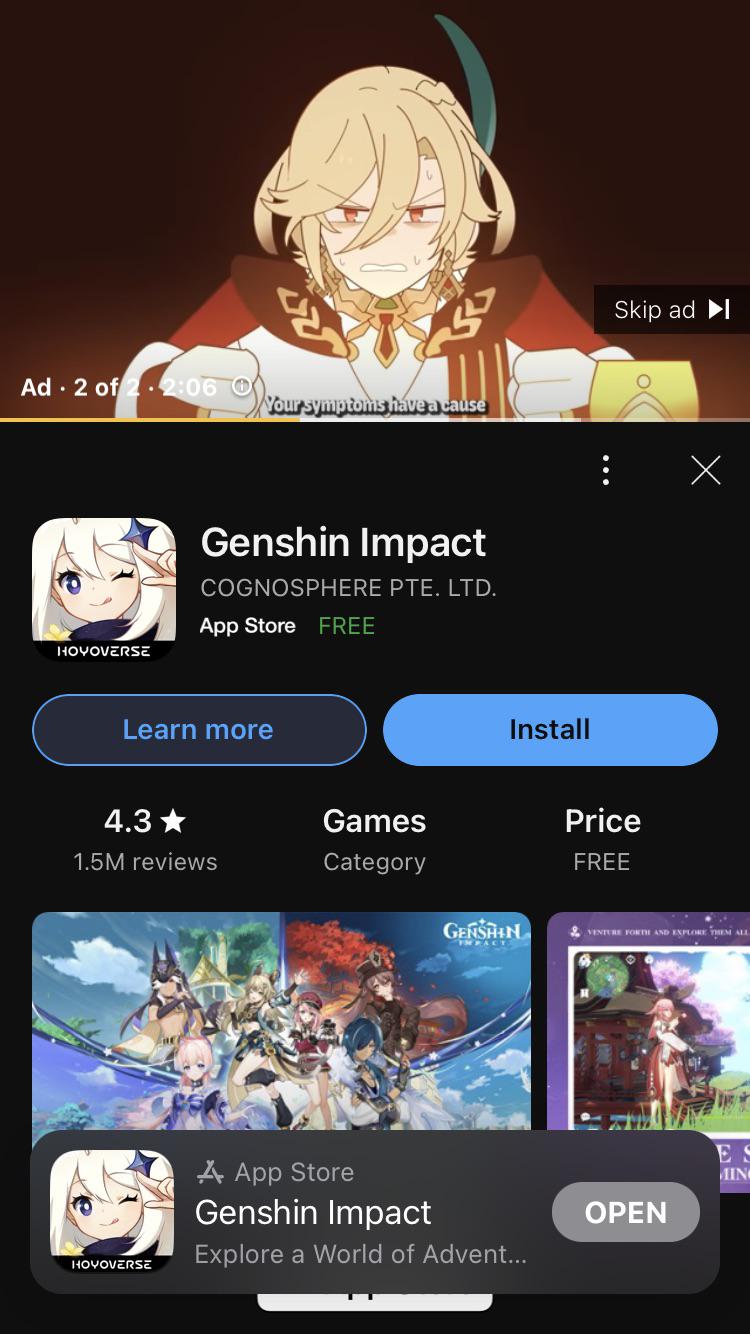 Skip ad
Ad · 2 of 2 · 2:06
Your symptoms have a cause
Genshin Impact
COGNOSPHERE PTE. LTD.
App Store FREE
HOYOVERSE
Learn more
Install
4.3 ★
1.5M reviews
Games
Category
Price
FREE
GENSHIN
IMPACT
VENTURE FORTH AND EXPLORE THEM ALL
App Store
Genshin Impact
Explore a World of Advent...
OPEN
HOYOVERSE